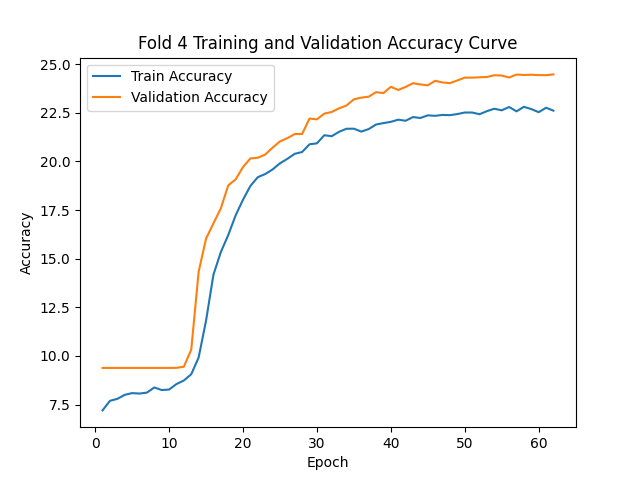 Fold 4 Training and Validation Accuracy Curve
Train Accuracy
Validation Accuracy
25.0
22.5
20.0
17.5
15.0
12.5
10.0
7.5
Accuracy
0 10 20 30 40 50 60
Epoch